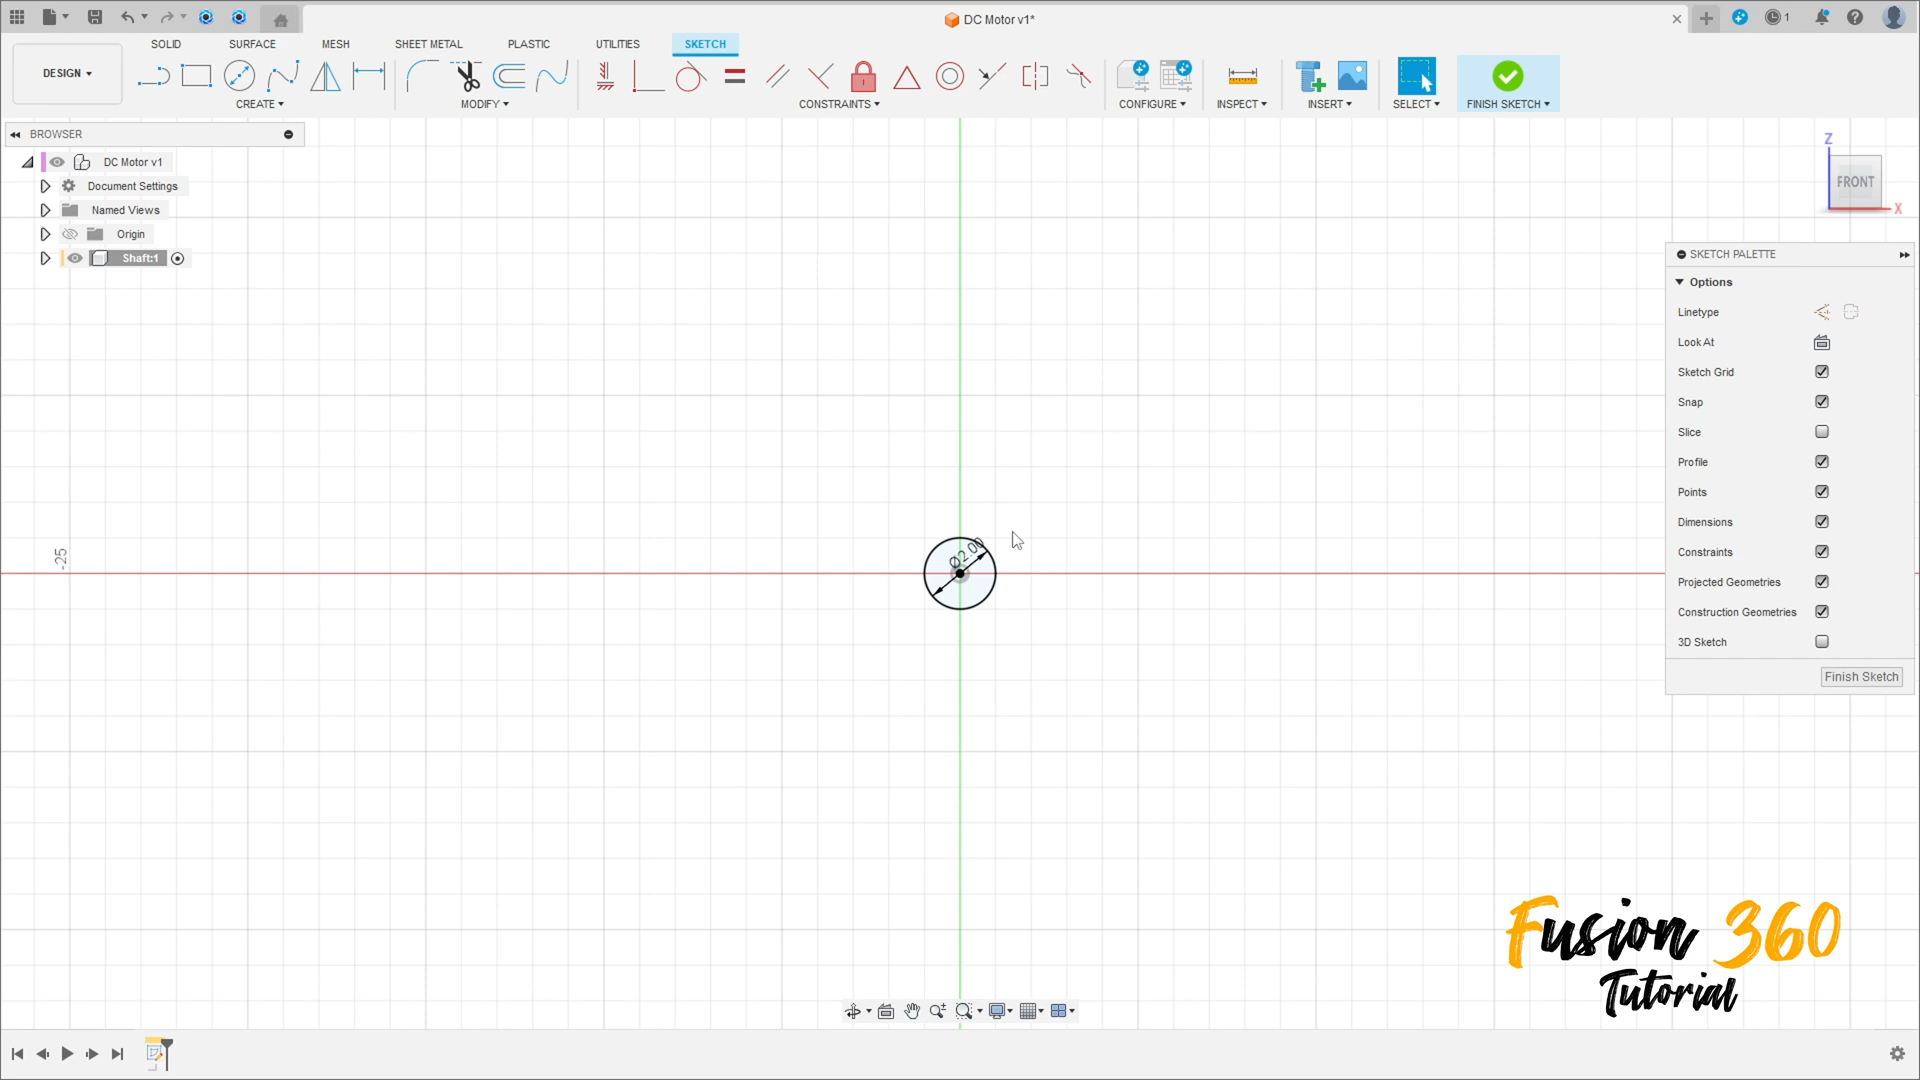 DC Motor v1*
1
SOLID
SURFACE
MESH
SHEET METAL
PLASTIC
UTILITIES
SKETCH
DESIGN
CREATE
MODIFY
CONSTRAINTS
CONFIGURE
INSPECT
INSERT
SELECT
FINISH SKETCH
BROWSER
DC Motor v1
Document Settings
Named Views
Origin
Shaft:1
Z
FRONT
X
SKETCH PALETTE
Options
Linetype
Look At
Sketch Grid
Snap
Slice
Profile
Points
Dimensions
Constraints
Projected Geometries
Construction Geometries
3D Sketch
Finish Sketch
-25
Ø2.00
Fusion 360
Tutorial